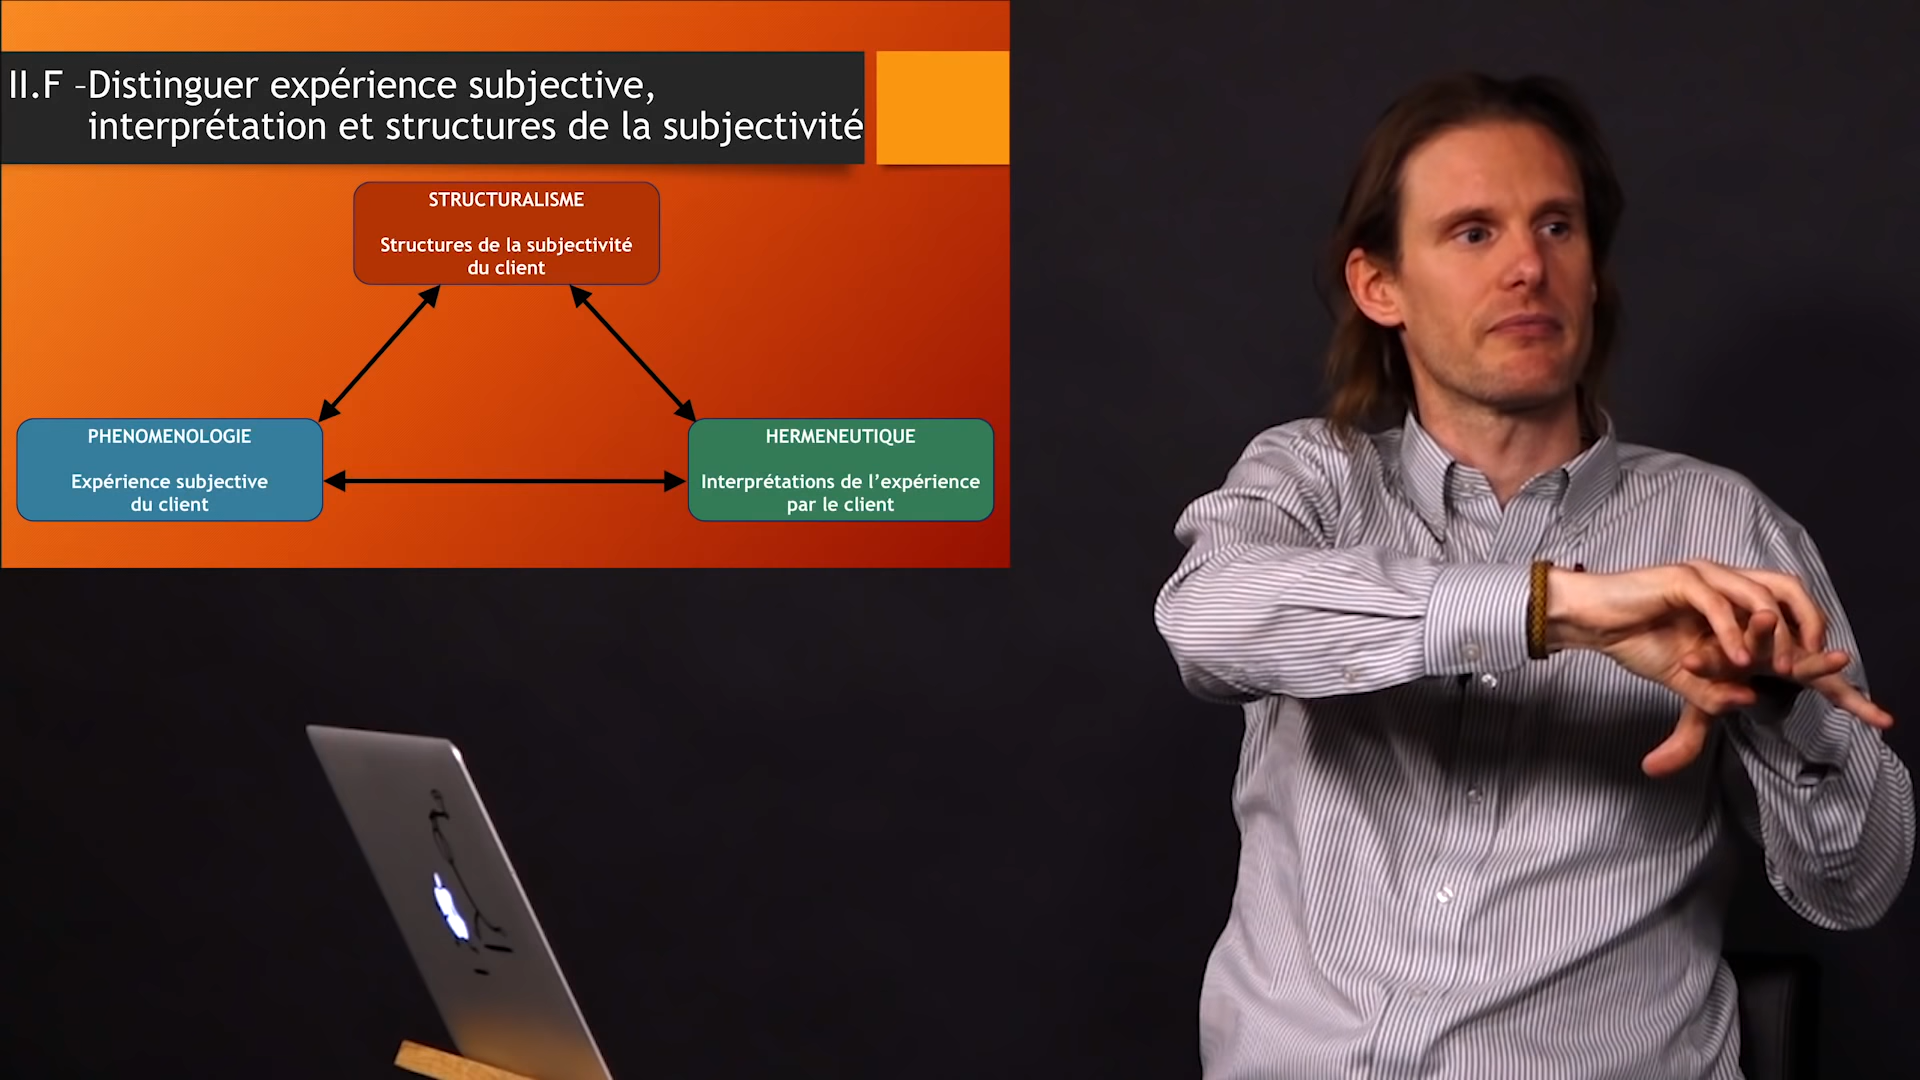 II.F –Distinguer expérience subjective,
interprétation et structures de la subjectivité
STRUCTURALISME
Structures de la subjectivité
du client
PHENOMENOLOGIE
Expérience subjective
du client
HERMENEUTIQUE
Interprétations de l’expérience
par le client